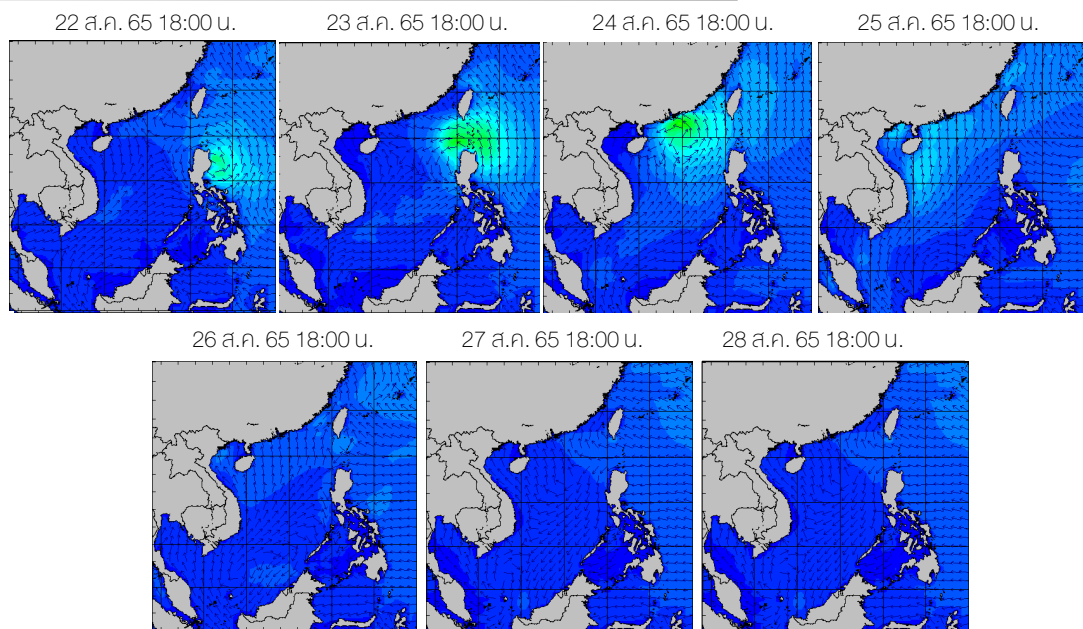 22 ส.ค. 65 18:00 น.
23 ส.ค. 65 18:00 น.
24 ส.ค. 65 18:00 น.
25 ส.ค. 65 18:00 น.
26 ส.ค. 65 18:00 น.
27 ส.ค. 65 18:00 น.
28 ส.ค. 65 18:00 น.